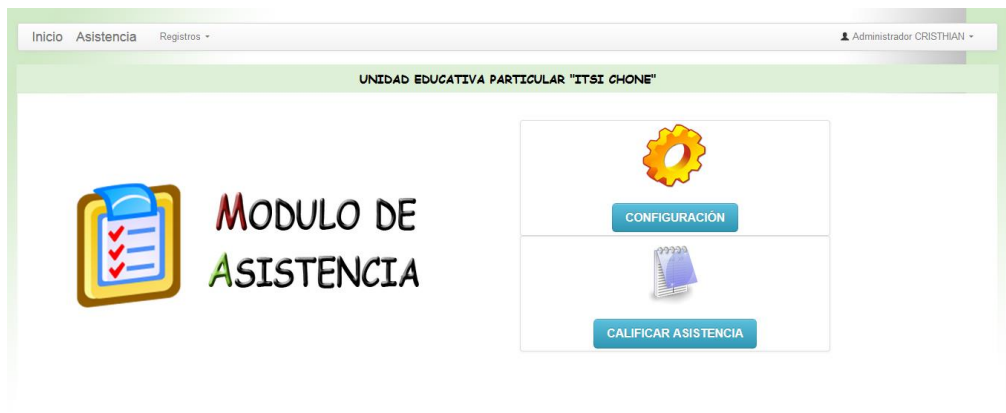 Inicio Asistencia Registros Administrador CRISTHIAN
UNIDAD EDUCATIVA PARTICULAR "ITSI CHONE"
MODULO DE
ASISTENCIA
CONFIGURACIÓN
CALIFICAR ASISTENCIA